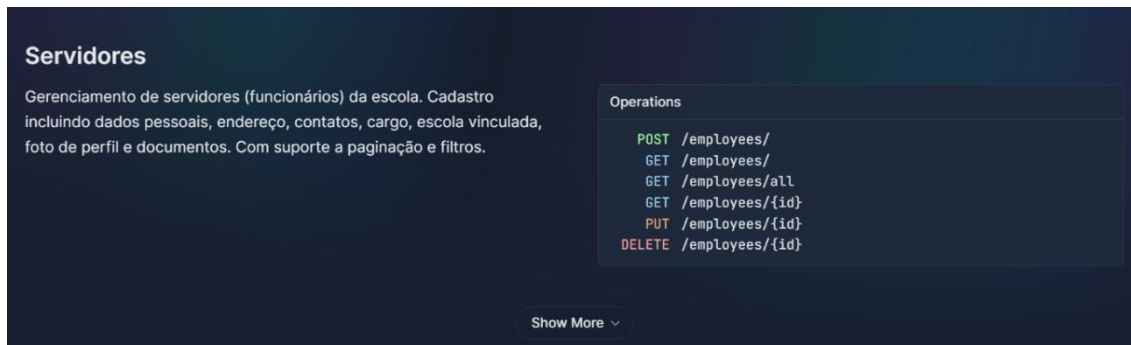 Servidores
Gerenciamento de servidores (funcionários) da escola. Cadastro
incluindo dados pessoais, endereço, contatos, cargo, escola vinculada,
foto de perfil e documentos. Com suporte a paginação e filtros.
Operations
POST /employees/
GET /employees/
GET /employees/all
GET /employees/{id}
PUT /employees/{id}
DELETE /employees/{id}
Show More